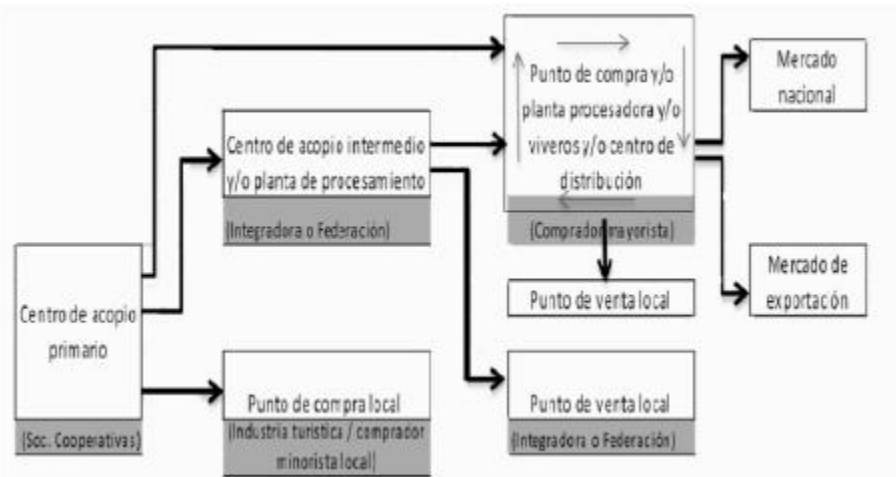 Centro de acopio
primario
(Soc. Cooperativas)
Centro de acopio intermedio
y/o planta de procesamiento
(Integradora o Federación)
Punto de compra local
(Industria turística / comprador
minorista local)
Punto de compra y/o
planta procesadora y/o
viveros y/o centro de
distribución
(Comprador mayorista)
Punto de venta local
Punto de venta local
(Integradora o Federación)
Mercado
nacional
Mercado de
exportación